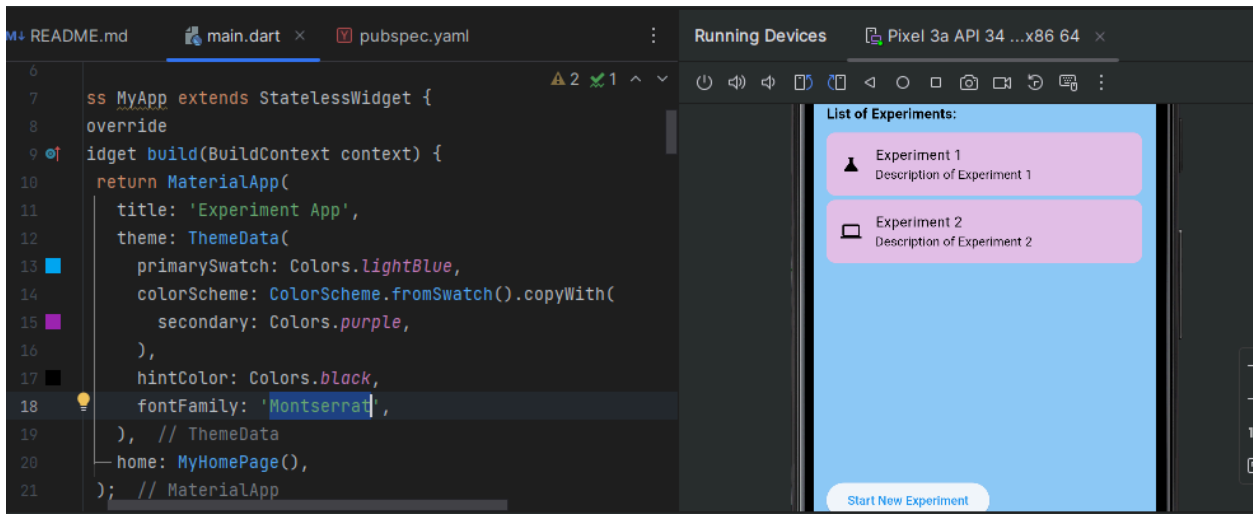 M↓ README.md main.dart × Y pubspec.yaml ⋮
Running Devices Pixel 3a API 34 ...x86 64 ×
2 1
6
7 ss MyApp extends StatelessWidget {
8 override
9 idget build(BuildContext context) {
10 return MaterialApp(
11 title: 'Experiment App',
12 theme: ThemeData(
13 primarySwatch: Colors.lightBlue,
14 colorScheme: ColorScheme.fromSwatch().copyWith(
15 secondary: Colors.purple,
16 ),
17 hintColor: Colors.black,
18 fontFamily: 'Montserrat',
19 ), // ThemeData
20 home: MyHomePage(),
21 ); // MaterialApp
List of Experiments:
Experiment 1
Description of Experiment 1
Experiment 2
Description of Experiment 2
Start New Experiment